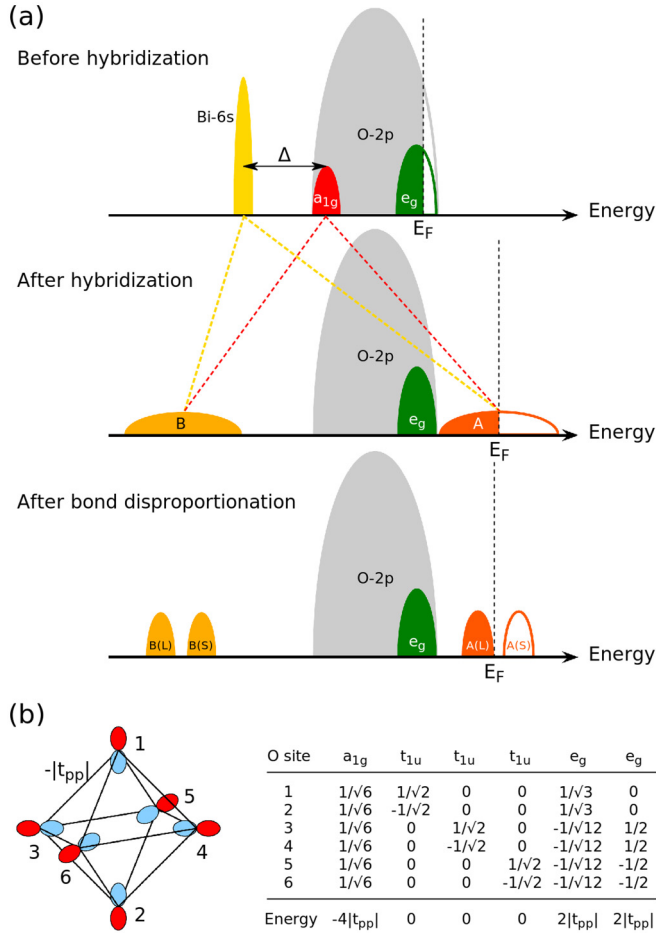 (a)
Before hybridization
Bi-6s
Δ
O-2p
a1g
eg
EF
Energy
After hybridization
O-2p
B
eg
A
EF
Energy
After bond disproportionation
O-2p
B(L) B(S)
eg
A(L) A(S)
EF
Energy
(b)
-|tpp|
1
5
3
4
6
2
O site a1g t1u t1u t1u eg eg
1 1/√6 1/√2 0 0 1/√3 0
2 1/√6 -1/√2 0 0 1/√3 0
3 1/√6 0 1/√2 0 -1/√12 1/2
4 1/√6 0 -1/√2 0 -1/√12 1/2
5 1/√6 0 0 1/√2 -1/√12 -1/2
6 1/√6 0 0 -1/√2 -1/√12 -1/2
Energy -4|tpp| 0 0 0 2|tpp| 2|tpp|